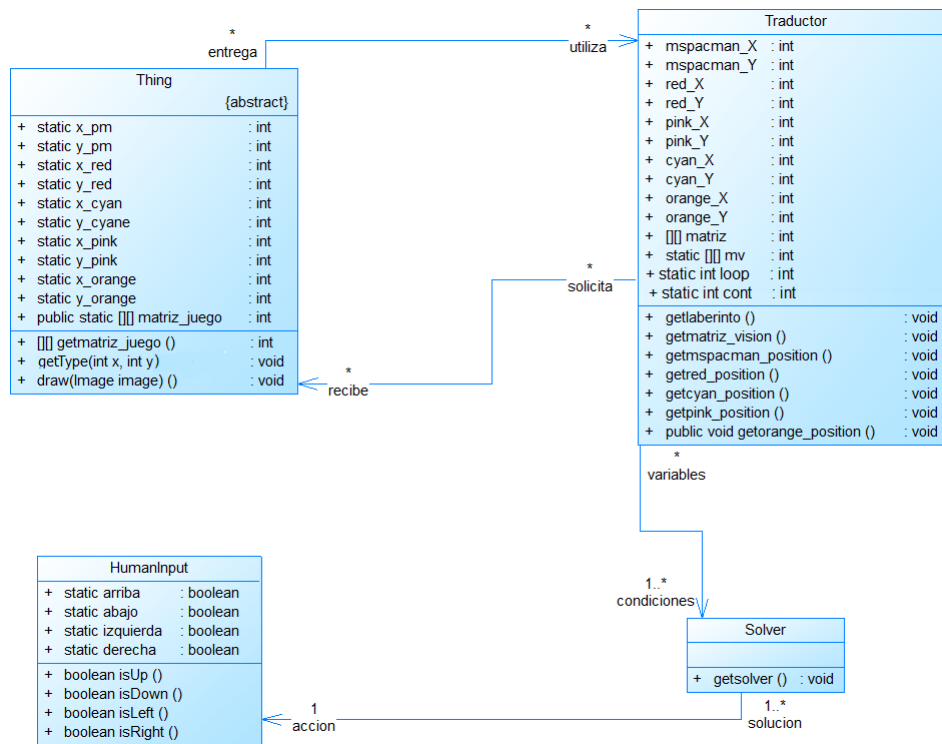 *
entrega
*
utiliza
Thing
{abstract}
+ static x_pm : int
+ static y_pm : int
+ static x_red : int
+ static y_red : int
+ static x_cyan : int
+ static y_cyane : int
+ static x_pink : int
+ static y_pink : int
+ static x_orange : int
+ static y_orange : int
+ public static [][] matriz_juego : int
+ [][] getmatriz_juego () : int
+ getType(int x, int y) : void
+ draw(Image image) () : void
*
solicita
*
recibe
Traductor
+ mspacman_X : int
+ mspacman_Y : int
+ red_X : int
+ red_Y : int
+ pink_X : int
+ pink_Y : int
+ cyan_X : int
+ cyan_Y : int
+ orange_X : int
+ orange_Y : int
+ [][] matriz : int
+ static [][] mv : int
+ static int loop : int
+ static int cont : int
+ getlaberinto () : void
+ getmatriz_vision () : void
+ getmspacman_position () : void
+ getred_position () : void
+ getcyan_position () : void
+ getpink_position () : void
+ public void getorange_position () : void
*
variables
1..*
condiciones
HumanInput
+ static arriba : boolean
+ static abajo : boolean
+ static izquierda : boolean
+ static derecha : boolean
+ boolean isUp ()
+ boolean isDown ()
+ boolean isLeft ()
+ boolean isRight ()
Solver
+ getsolver () : void
1
accion
1..*
solucion